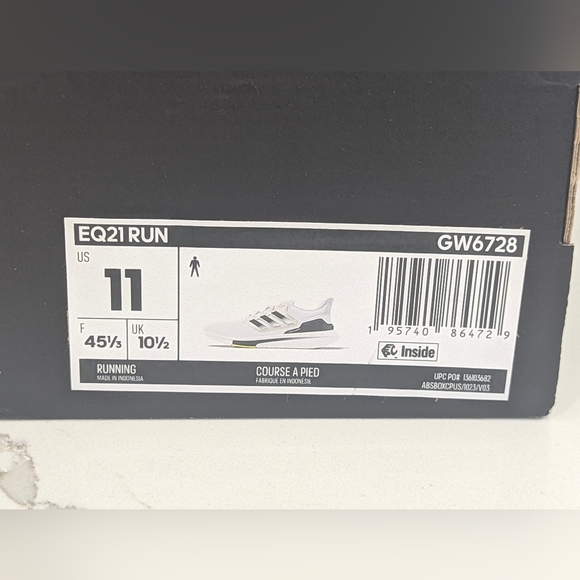 EQ21 RUN
GW6728
US
11
F
45⅓
UK
10½
1 95740 86472 9
Inside
RUNNING
MADE IN INDONESIA
COURSE A PIED
FABRIQUE EN INDONÉSIE
UPC PO# 136103682
ABSBOXCPUS/1023/V03